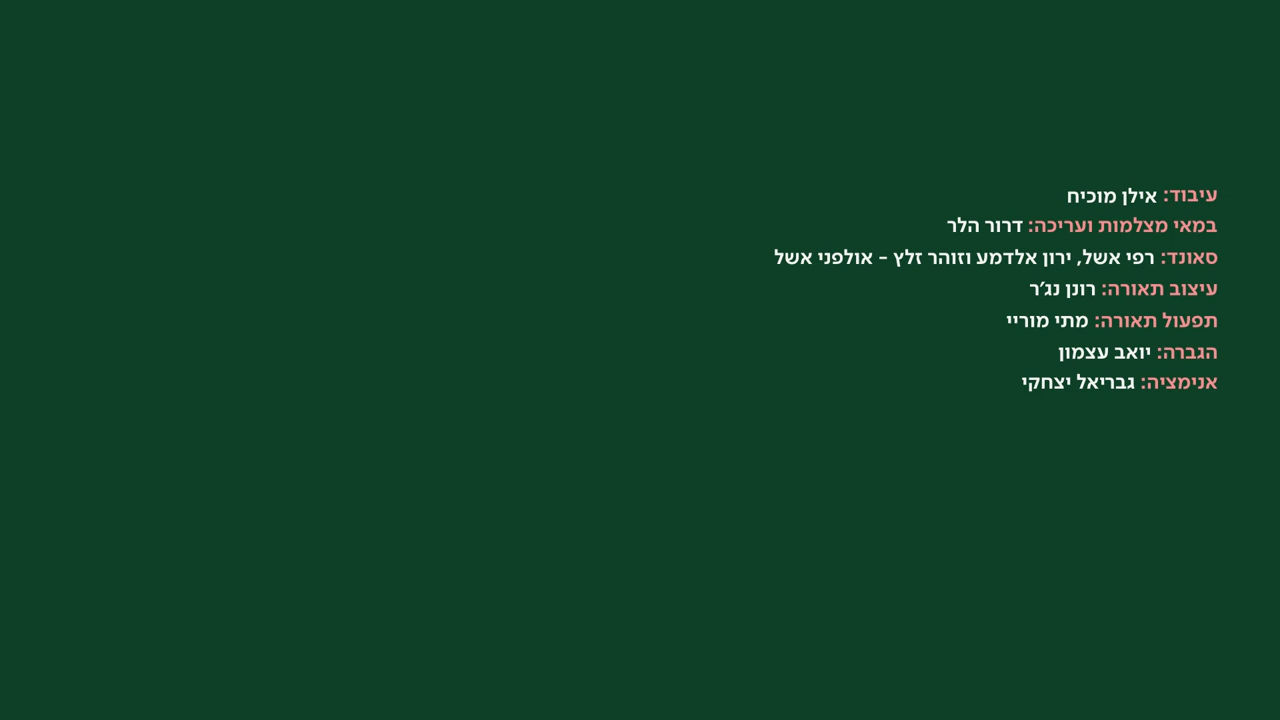 עיבוד: אילן מוכיח
במאי מצלמות ועריכה: דרור הלר
סאונד: רפי אשל, ירון אלדמע וזוהר זלץ - אולפני אשל
עיצוב תאורה: רונן נג׳ר
תפעול תאורה: מתי מוריי
הגברה: יואב עצמון
אנימציה: גבריאל יצחקי